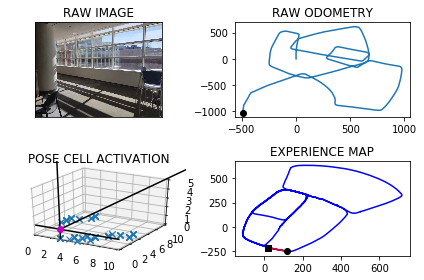 RAW IMAGE
RAW ODOMETRY
500
0
−500
−1000
−500 0 500 1000
POSE CELL ACTIVATION
5
4
3
2
1
0
0 2 4 6 8 10
0 2 4 6 8 10
EXPERIENCE MAP
500
250
0
−250
0 200 400 600